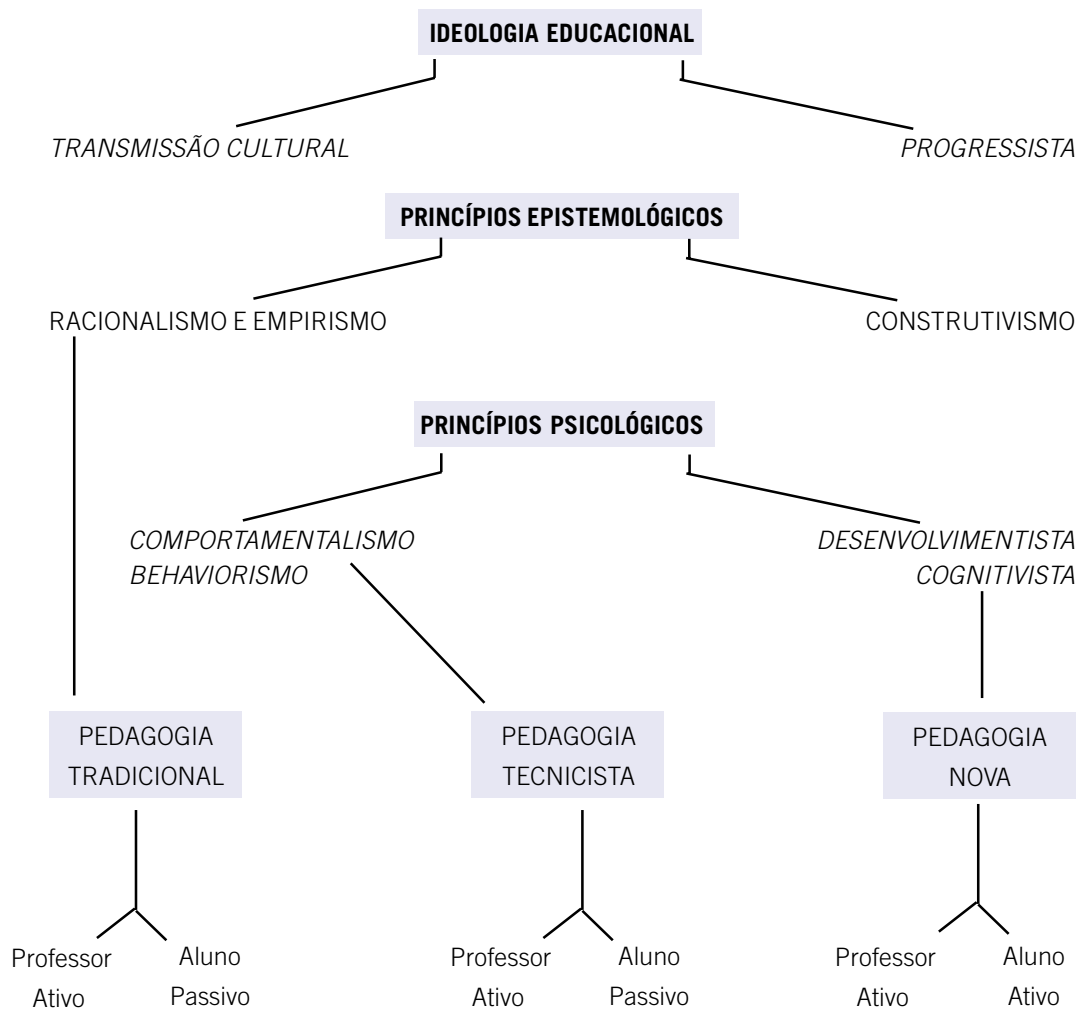 IDEOLOGIA EDUCACIONAL
TRANSMISSÃO CULTURAL
PROGRESSISTA
PRINCÍPIOS EPISTEMOLÓGICOS
RACIONALISMO E EMPIRISMO
CONSTRUTIVISMO
PRINCÍPIOS PSICOLÓGICOS
COMPORTAMENTALISMO
BEHAVIORISMO
DESENVOLVIMENTISTA
COGNITIVISTA
PEDAGOGIA
TRADICIONAL
PEDAGOGIA
TECNICISTA
PEDAGOGIA
NOVA
Professor
Ativo
Aluno
Passivo
Professor
Ativo
Aluno
Passivo
Professor
Ativo
Aluno
Ativo